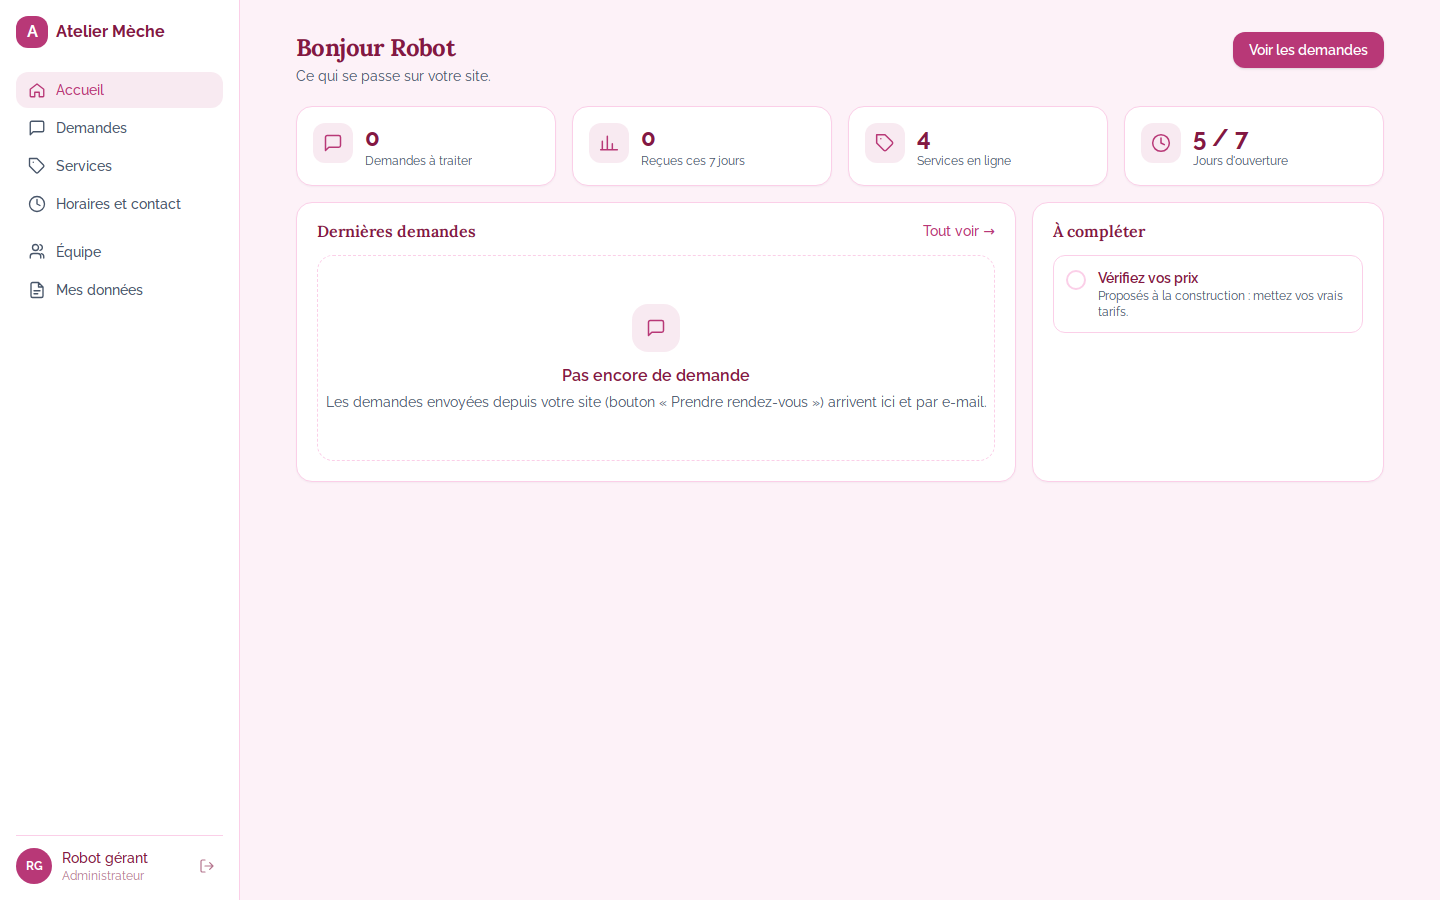 A
Atelier Mèche
Accueil
Demandes
Services
Horaires et contact
Équipe
Mes données
RG
Robot gérant
Administrateur
Bonjour Robot
Ce qui se passe sur votre site.
Voir les demandes
0
Demandes à traiter
0
Reçues ces 7 jours
4
Services en ligne
5 / 7
Jours d'ouverture
Dernières demandes
Tout voir →
Pas encore de demande
Les demandes envoyées depuis votre site (bouton « Prendre rendez-vous ») arrivent ici et par e-mail.
À compléter
Vérifiez vos prix
Proposés à la construction : mettez vos vrais
tarifs.